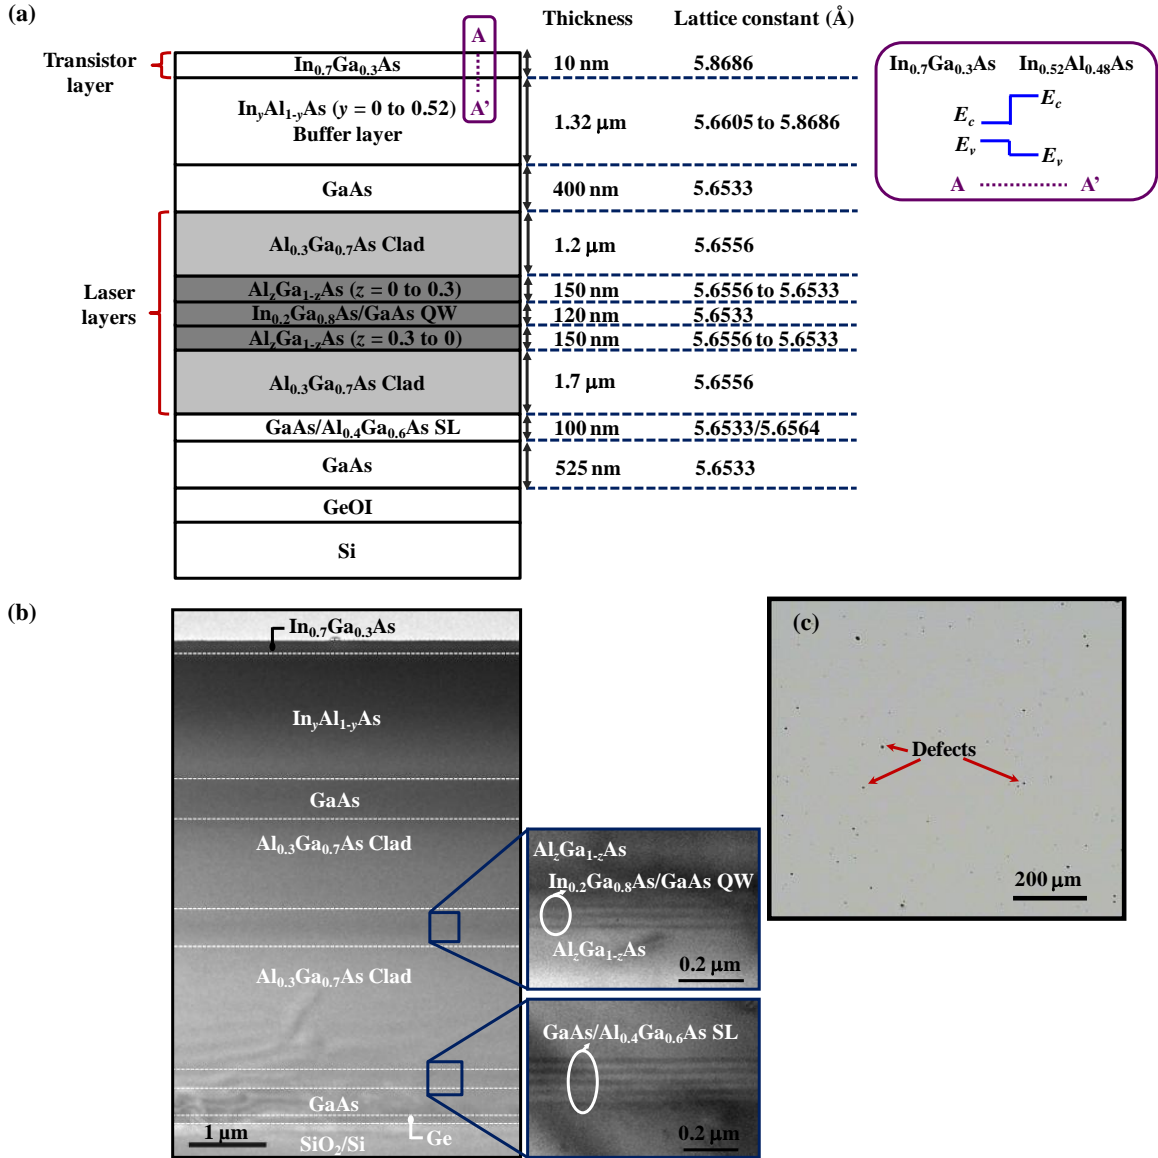 (a)
Thickness Lattice constant (Å)
Transistor
layer
In0.7Ga0.3As
A
A'
10 nm 5.8686
InyAl1-yAs (y = 0 to 0.52)
Buffer layer
1.32 μm 5.6605 to 5.8686
GaAs
400 nm 5.6533
Laser
layers
Al0.3Ga0.7As Clad
1.2 μm 5.6556
AlzGa1-zAs (z = 0 to 0.3)
150 nm 5.6556 to 5.6533
In0.2Ga0.8As/GaAs QW
120 nm 5.6533
AlzGa1-zAs (z = 0.3 to 0)
150 nm 5.6556 to 5.6533
Al0.3Ga0.7As Clad
1.7 μm 5.6556
GaAs/Al0.4Ga0.6As SL
100 nm 5.6533/5.6564
GaAs
525 nm 5.6533
GeOI
Si
In0.7Ga0.3As In0.52Al0.48As
Ec
Ec
Ev
Ev
A A'
(b)
In0.7Ga0.3As
InyAl1-yAs
GaAs
Al0.3Ga0.7As Clad
Al0.3Ga0.7As Clad
GaAs
Ge
1 μm
SiO2/Si
AlzGa1-zAs
In0.2Ga0.8As/GaAs QW
AlzGa1-zAs
0.2 μm
GaAs/Al0.4Ga0.6As SL
0.2 μm
(c)
Defects
200 μm